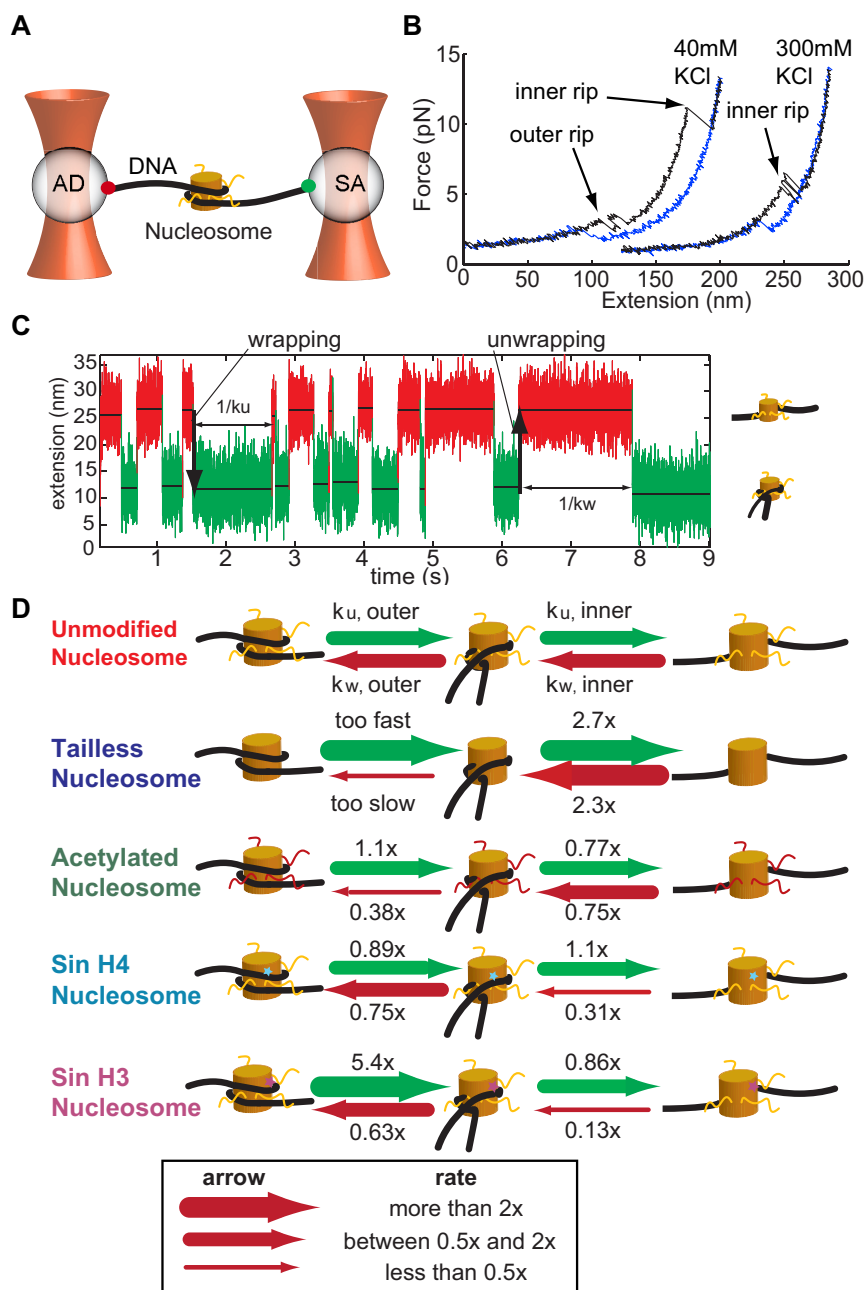 A
AD
DNA
SA
Nucleosome
B
15
10
5
0
Force (pN)
40mM
KCl
300mM
KCl
inner rip
outer rip
inner rip
0
50
100
150
200
250
300
Extension (nm)
C
wrapping
unwrapping
35
30
25
20
15
10
5
0
extension (nm)
1/ku
1/kw
1
2
3
4
5
6
7
8
9
time (s)
D
Unmodified
Nucleosome
ku, outer
kw, outer
ku, inner
kw, inner
Tailless
Nucleosome
too fast
too slow
2.7x
2.3x
Acetylated
Nucleosome
1.1x
0.38x
0.77x
0.75x
Sin H4
Nucleosome
0.89x
0.75x
1.1x
0.31x
Sin H3
Nucleosome
5.4x
0.63x
0.86x
0.13x
arrow rate
more than 2x
between 0.5x and 2x
less than 0.5x